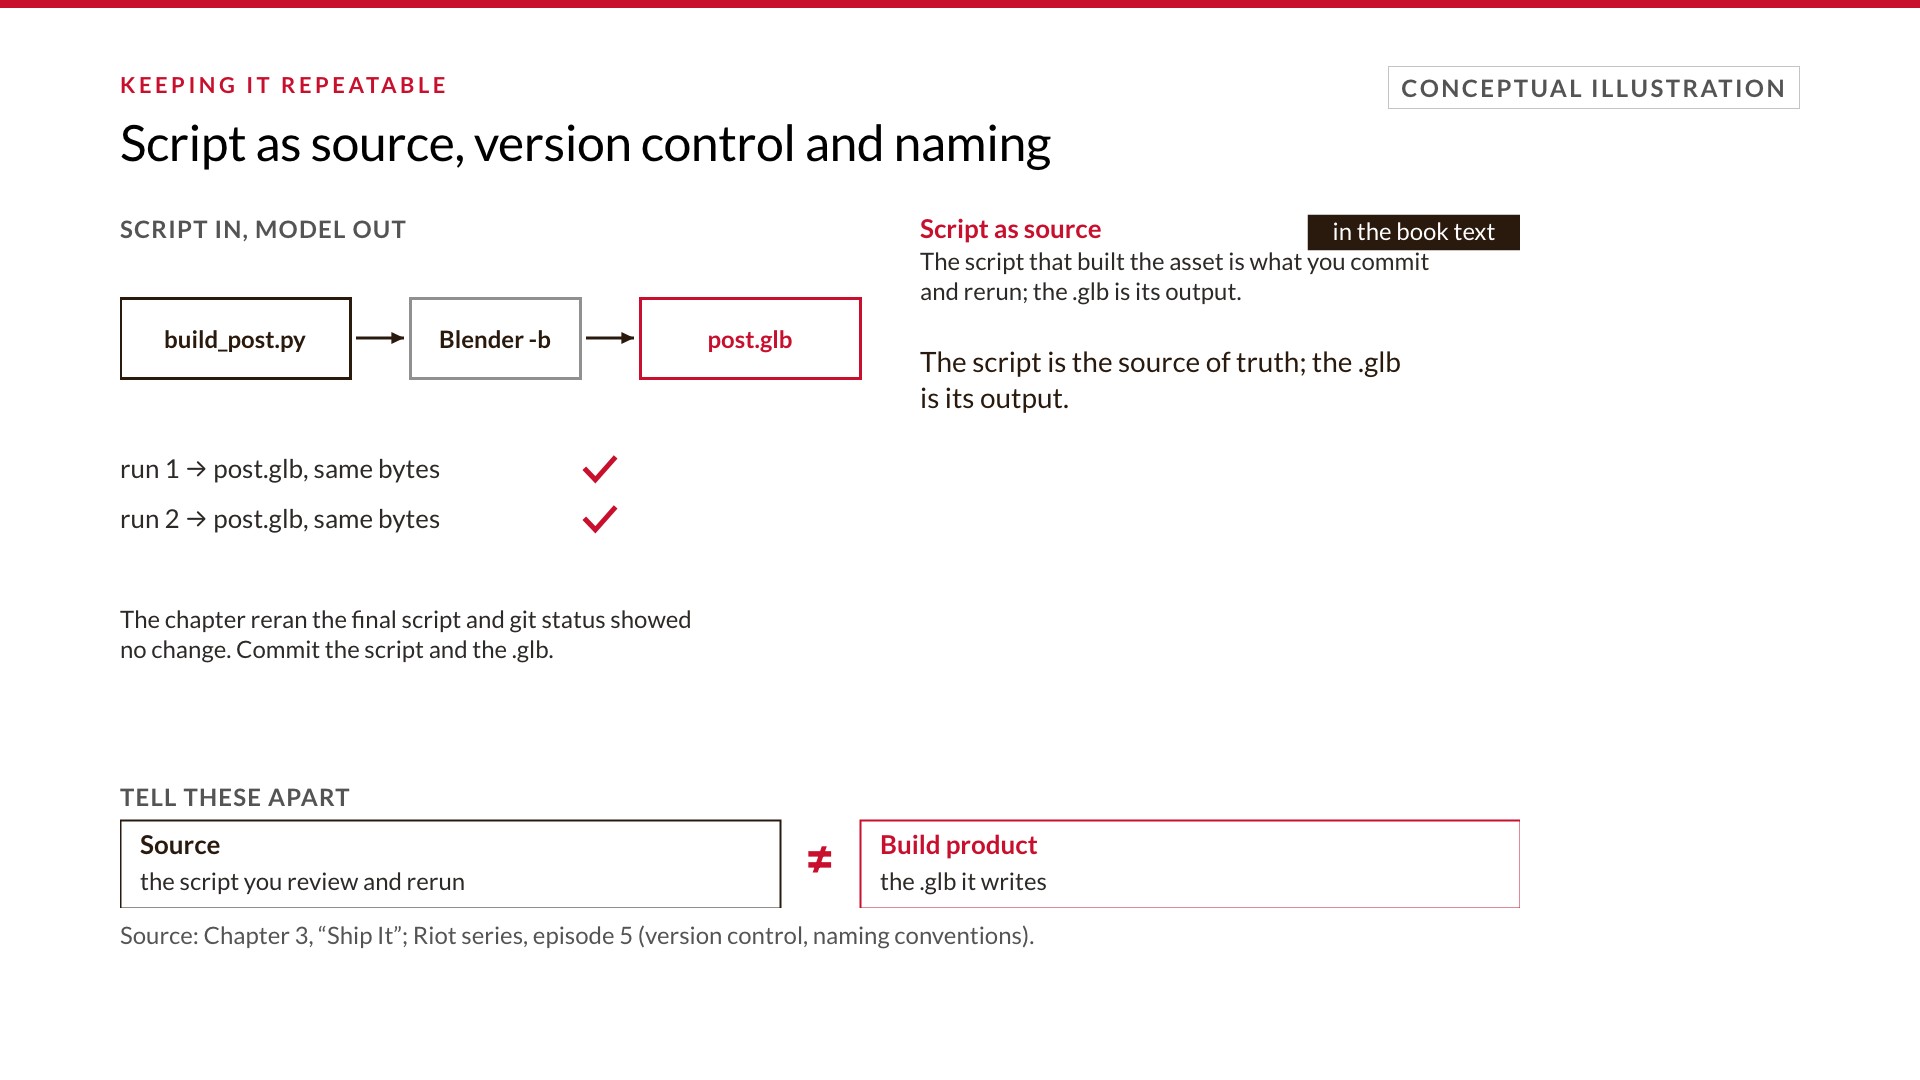 KEEPING IT REPEATABLE
CONCEPTUAL ILLUSTRATION
Script as source, version control and naming
SCRIPT IN, MODEL OUT
build_post.py
Blender -b
post.glb
run 1 → post.glb, same bytes
run 2 → post.glb, same bytes
The chapter reran the final script and git status showed
no change. Commit the script and the .glb.
Script as source
in the book text
The script that built the asset is what you commit
and rerun; the .glb is its output.
The script is the source of truth; the .glb
is its output.
TELL THESE APART
Source
the script you review and rerun
≠
Build product
the .glb it writes
Source: Chapter 3, “Ship It”; Riot series, episode 5 (version control, naming conventions).